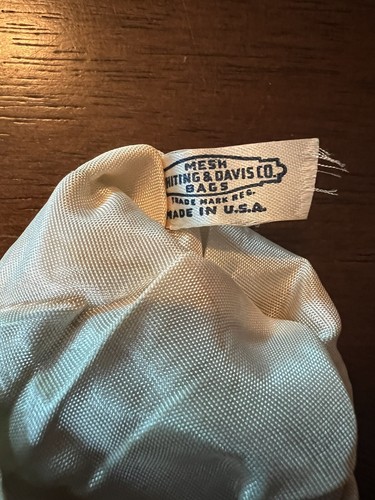 MESH
HITING & DAVIS CO.
BAGS
TRADE MARK REG.
MADE IN U.S.A.